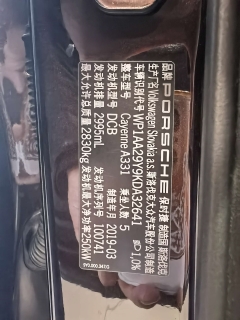 品牌 PORSCHE 保时捷 制造国 斯洛伐克
生产厂名 Volkswagen Slovakia a.s. 斯洛伐克大众汽车股份公司制造
车辆识别代号 WP1AA29Y9KDA32641
整车型号 Cayenne A331 乘坐人数 5
发动机型号 DCB 制造年月 2019-03
发动机排量 2995mL 100741
最大允许总质量 2830kg 发动机最大净功率 250kW